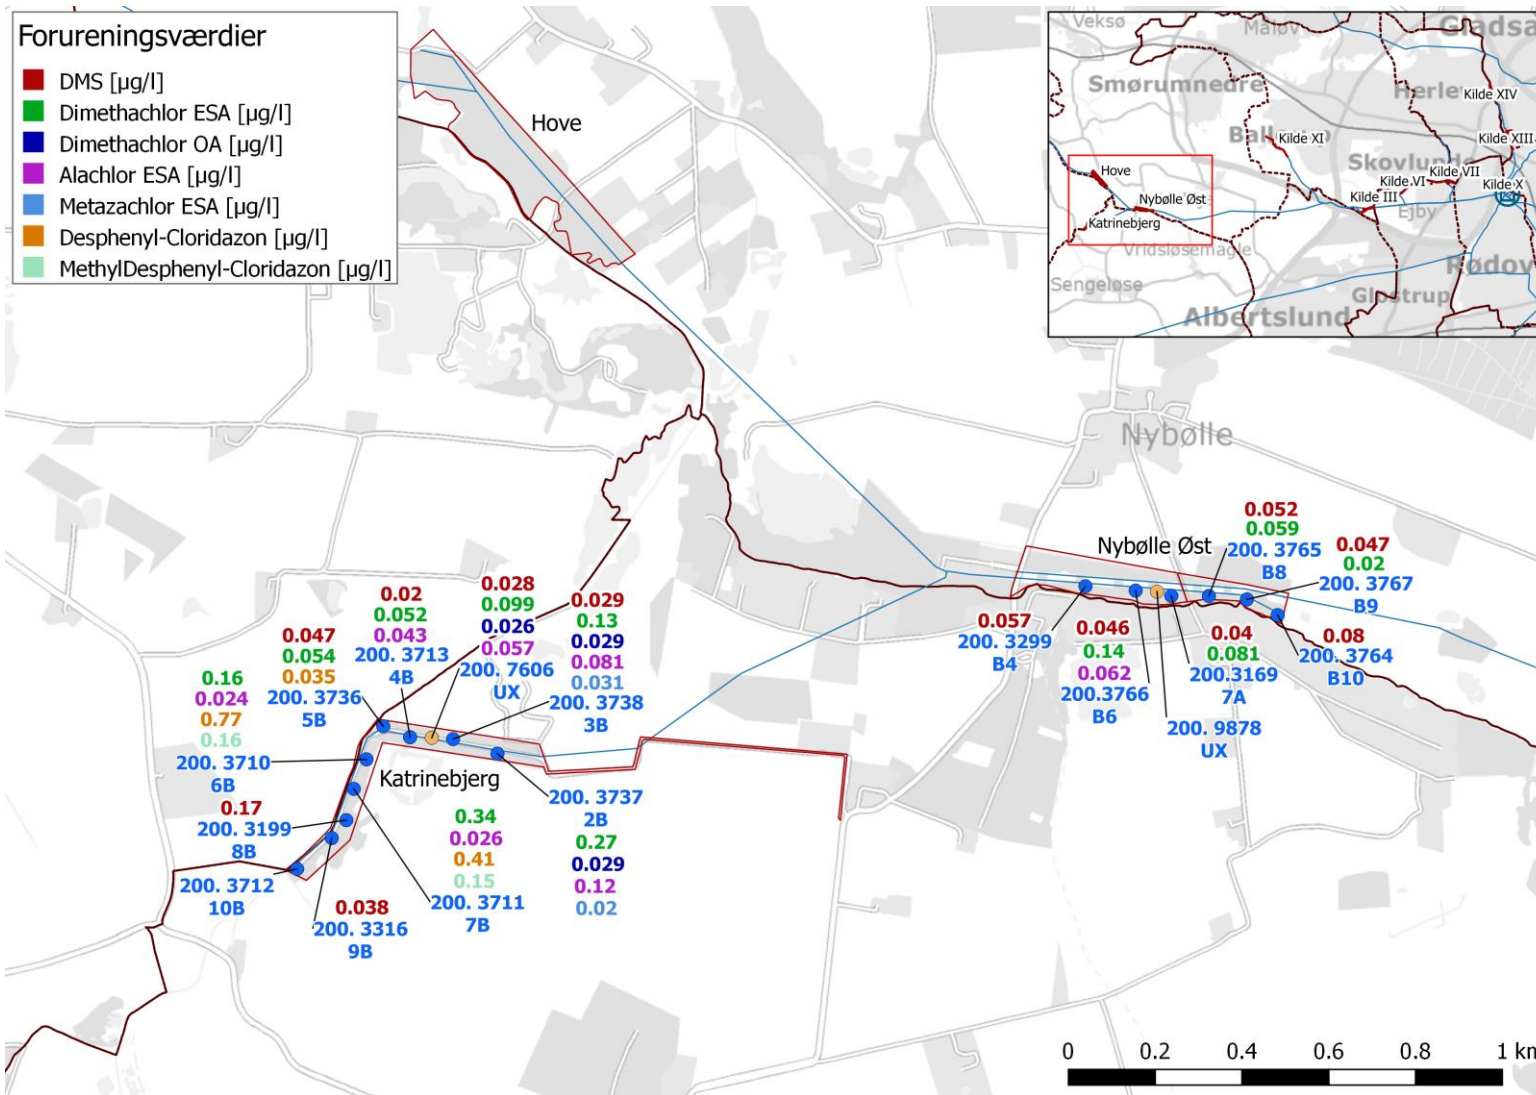 Forureningsværdier
DMS [µg/l]
Dimethachlor ESA [µg/l]
Dimethachlor OA [µg/l]
Alachlor ESA [µg/l]
Metazachlor ESA [µg/l]
Desphenyl-Cloridazon [µg/l]
MethylDesphenyl-Cloridazon [µg/l]
Hove
Veksø
Måløv
Gladsa
Smørumnedre
Herle
Kilde XIV
Kilde XI
Kilde XIII
Skovlunde
Kilde VII
Kilde VI
Kilde X
Kilde III
Ejby
Hove
Nybølle Øst
Katrinebjerg
Vridsløsemagle
Sengeløse
Rødov
Glostrup
Albertslund
Nybølle
Nybølle Øst
0.052
0.059
200. 3765
B8
0.047
0.02
200. 3767
B9
0.057
200. 3299
B4
0.046
0.14
0.062
200.3766
B6
0.04
0.081
200.3169
7A
200. 9878
UX
0.08
200. 3764
B10
0.028
0.099
0.026
0.057
200. 7606
UX
0.02
0.052
0.043
200. 3713
4B
0.029
0.13
0.029
0.081
0.031
200. 3738
3B
0.047
0.054
0.035
200. 3736
5B
0.16
0.024
0.77
0.16
200. 3710
6B
Katrinebjerg
0.17
200. 3199
8B
200. 3712
10B
0.038
200. 3316
9B
0.34
0.026
0.41
0.15
200. 3711
7B
200. 3737
2B
0.27
0.029
0.12
0.02
0 0.2 0.4 0.6 0.8 1 km